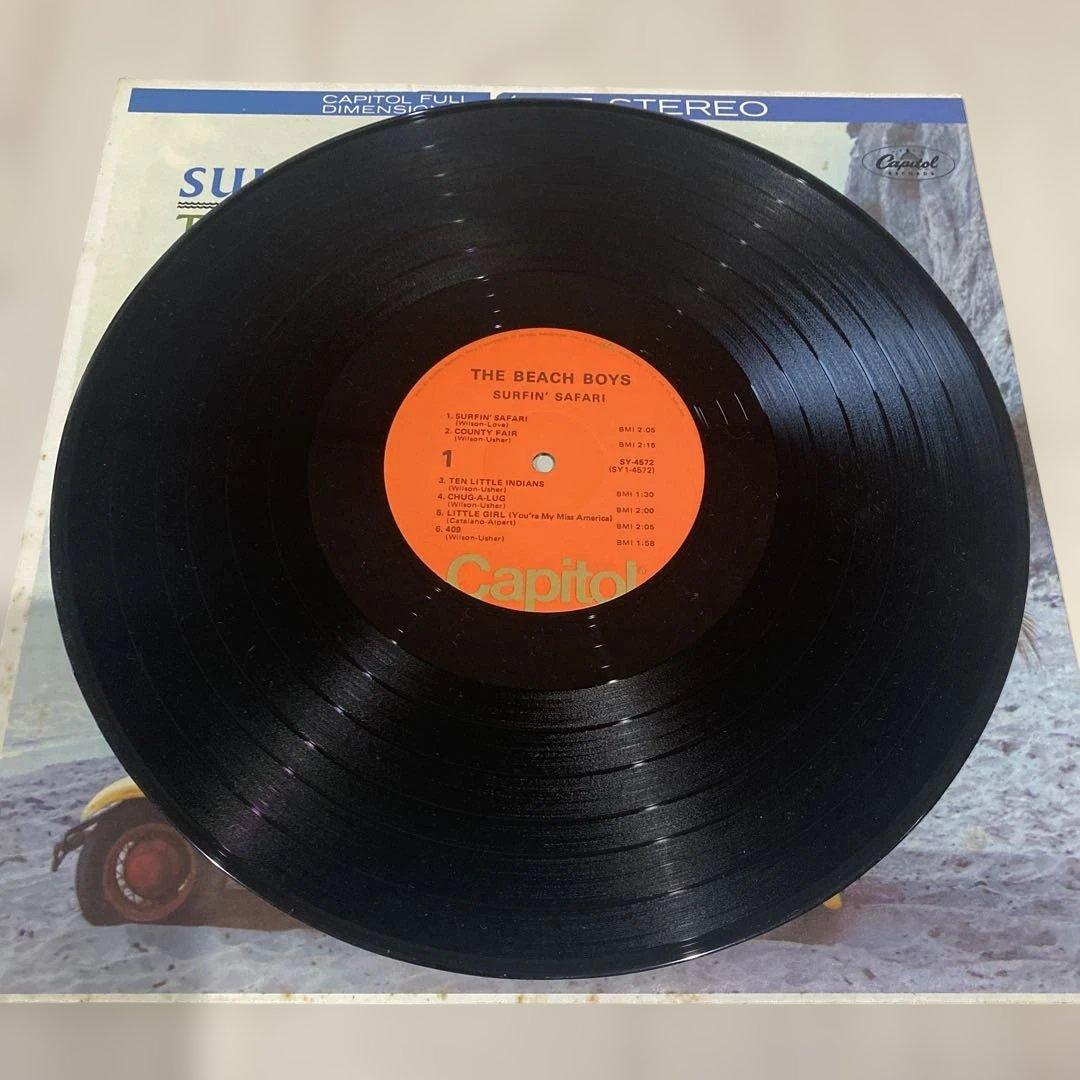 CAPITOL FULL
STEREO
Capitol
RECORDS
THE BEACH BOYS
SURFIN' SAFARI
1. SURFIN' SAFARI
(Wilson-Love) BMI 2:05
2. COUNTY FAIR
(Wilson-Usher) BMI 2:15
1
SY-4572
(SY1-4572)
3. TEN LITTLE INDIANS
(Wilson-Usher) BMI 1:30
4. CHUG-A-LUG
(Wilson-Usher) BMI 2:00
5. LITTLE GIRL (You're My Miss America)
(Catalano-Alpert) BMI 2:05
6. 409
(Wilson-Usher) BMI 1:58
Capitol